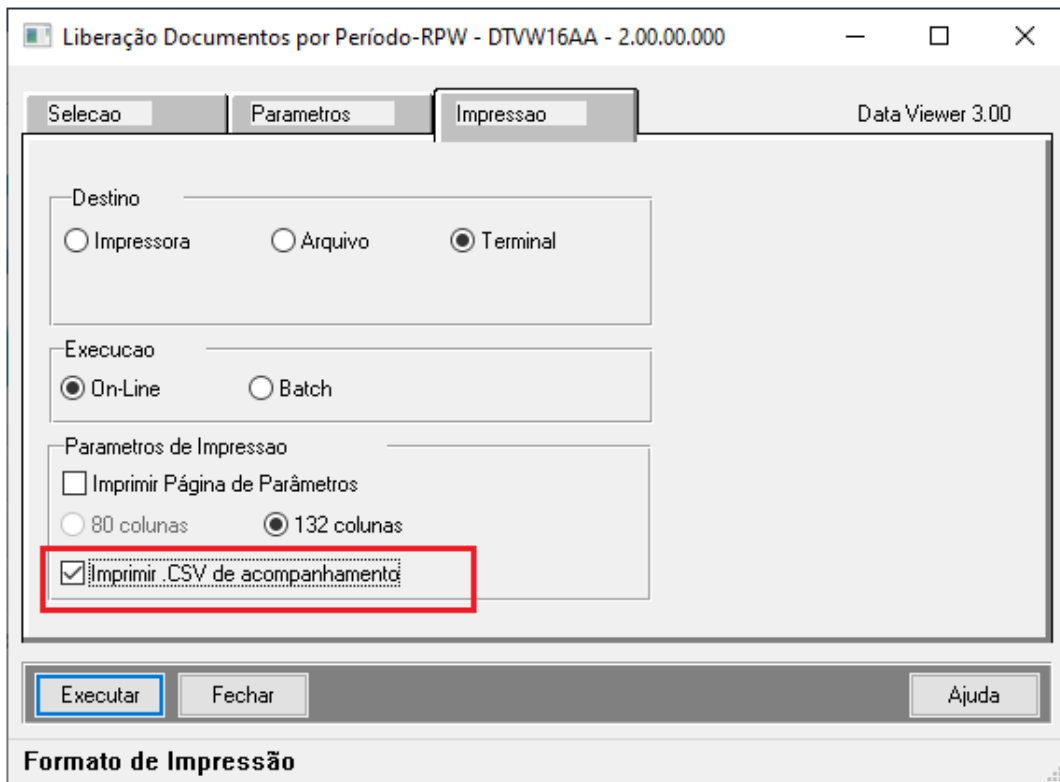 Liberação Documentos por Período-RPW - DTVW16AA - 2.00.00.000
Selecao Parametros Impressao Data Viewer 3.00
Destino
Impressora Arquivo Terminal
Execucao
On-Line Batch
Parametros de Impressao
Imprimir Página de Parâmetros
80 colunas 132 colunas
Imprimir .CSV de acompanhamento
Executar Fechar Ajuda
Formato de Impressão